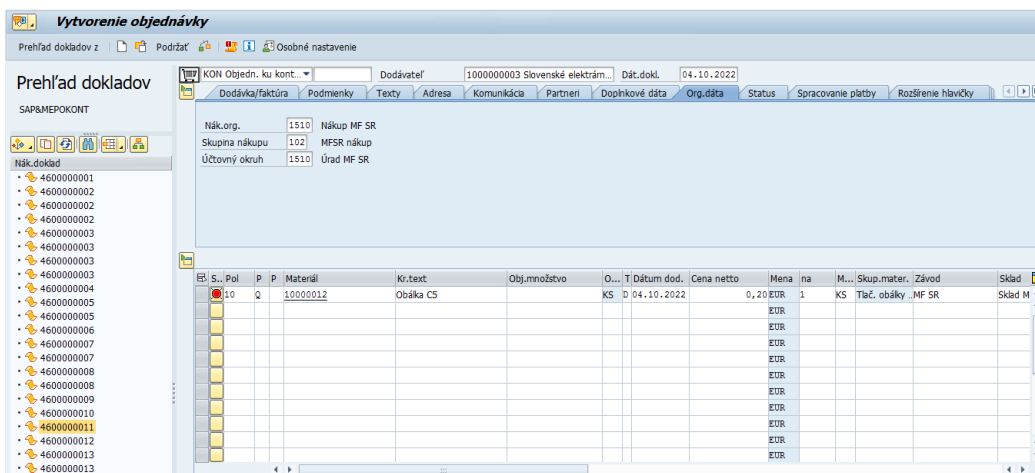 Vytvorenie objednávky
Prehľad dokladov z Podržať Osobné nastavenie
Prehľad dokladov
SAP&MEPOKONT
Nák.doklad
4600000001
4600000002
4600000002
4600000002
4600000003
4600000003
4600000003
4600000003
4600000004
4600000005
4600000005
4600000006
4600000007
4600000007
4600000008
4600000008
4600000009
4600000010
4600000011
4600000012
4600000013
4600000013
KON Objedn. ku kont... Dodávateľ 1000000003 Slovenské elektrárn... Dát.dokl. 04.10.2022
Dodávka/faktúra Podmienky Texty Adresa Komunikácia Partneri Doplnkové dáta Org.dáta Status Spracovanie platby Rozšírenie hlavičky
Nák.org. 1510 Nákup MF SR
Skupina nákupu 102 MFSR nákup
Účtovný okruh 1510 Úrad MF SR
S.. Pol P P Materiál Kr.text Obj.množstvo O... T Dátum dod. Cena netto Mena na M... Skup.mater. Závod Sklad
10 Q 10000012 Obálka C5 KS D 04.10.2022 0,20 EUR 1 KS Tlač. obálky .. MF SR Sklad M
EUR
EUR
EUR
EUR
EUR
EUR
EUR
EUR
EUR
EUR